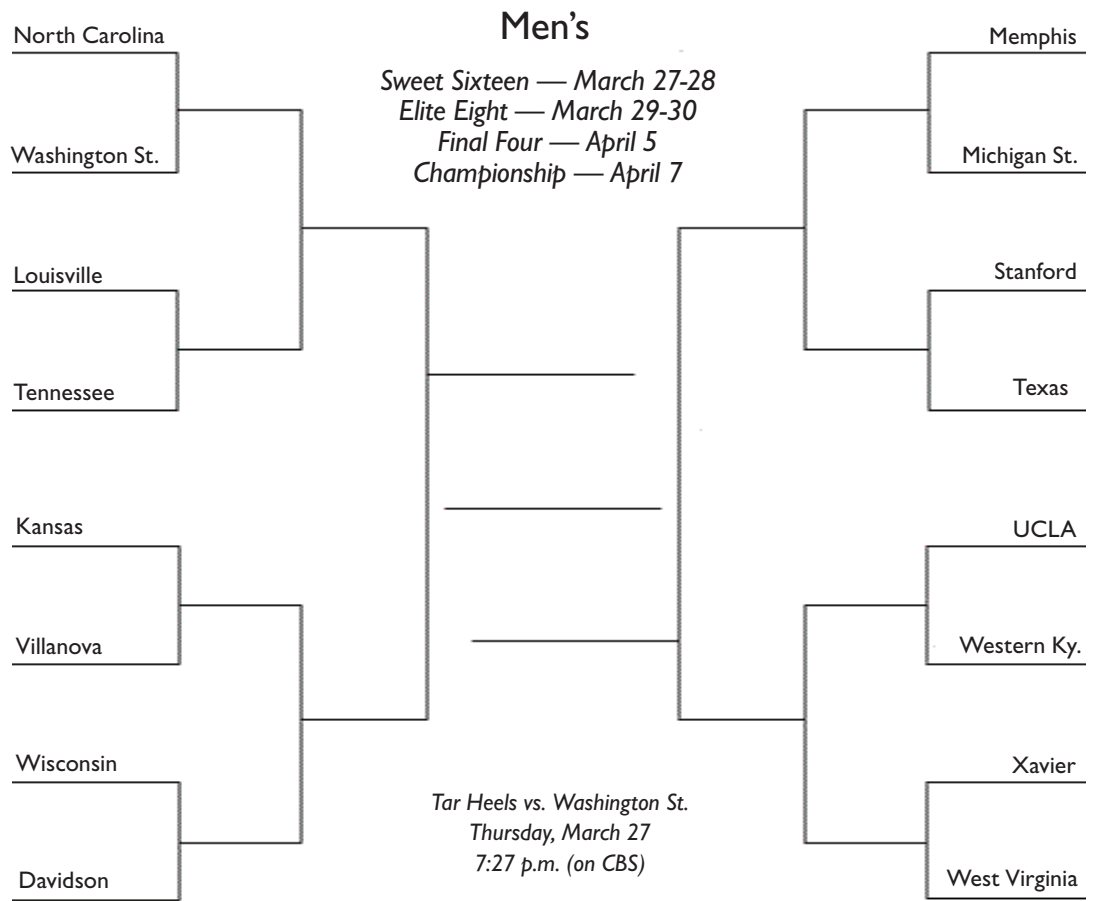 Men's
Sweet Sixteen — March 27-28
Elite Eight — March 29-30
Final Four — April 5
Championship — April 7
North Carolina
Washington St.
Louisville
Tennessee
Kansas
Villanova
Wisconsin
Davidson
Memphis
Michigan St.
Stanford
Texas
UCLA
Western Ky.
Xavier
West Virginia
Tar Heels vs. Washington St.
Thursday, March 27
7:27 p.m. (on CBS)